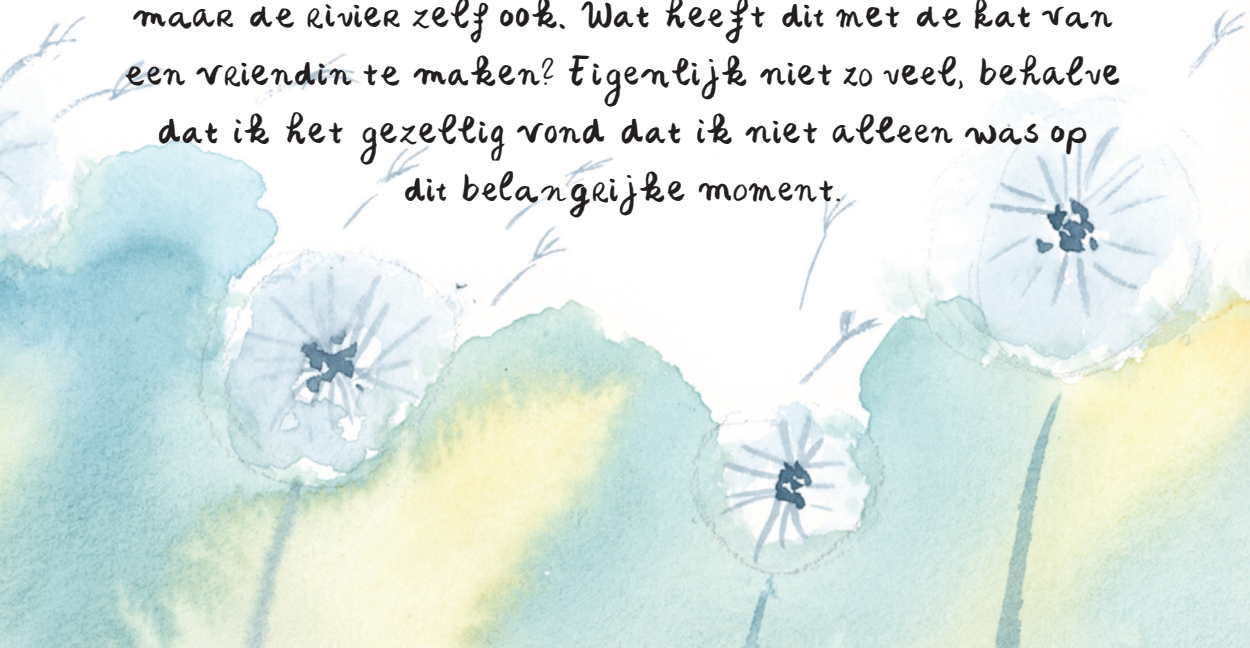 maar de rivier zelf ook. Wat heeft dit met de kat van
een vriendin te maken? Eigenlijk niet zo veel, behalve
dat ik het gezellig vond dat ik niet alleen was op
dit belangrijke moment.